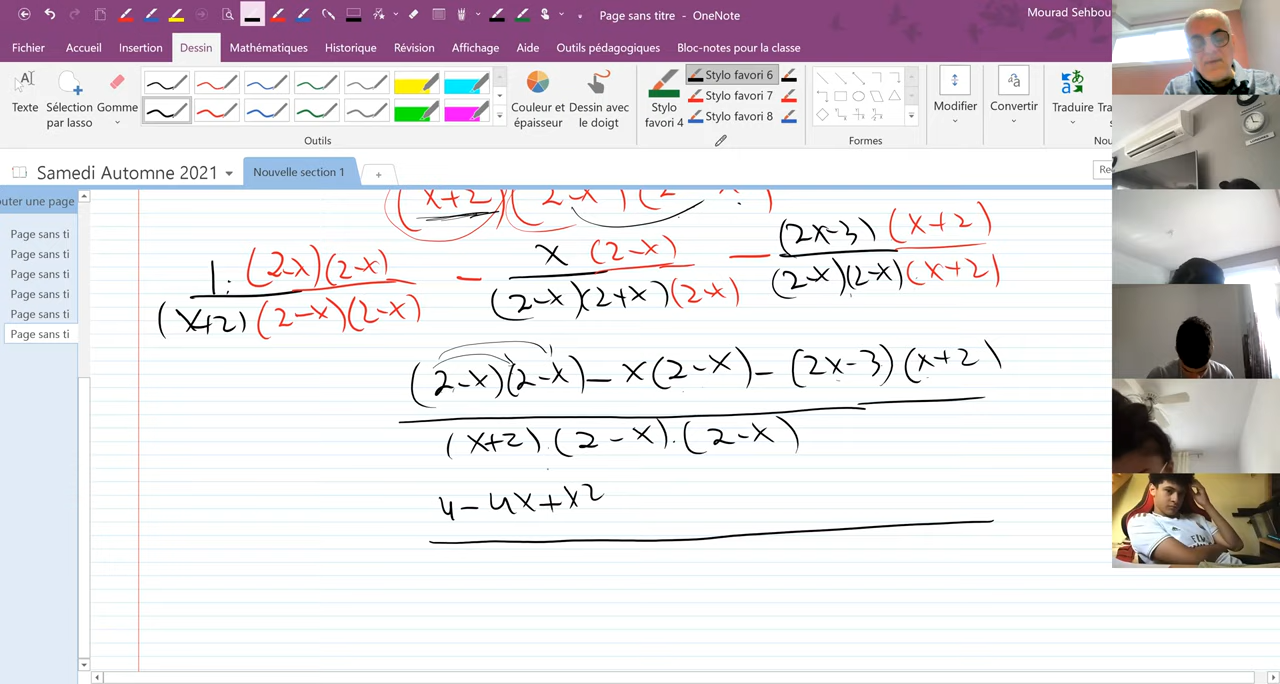 Page sans titre - OneNote
Mourad Sehbou
Fichier Accueil Insertion Dessin Mathématiques Historique Révision Affichage Aide Outils pédagogiques Bloc-notes pour la classe
Texte Sélection par lasso Gomme
Couleur et épaisseur Dessin avec le doigt
Stylo favori 4
Stylo favori 6
Stylo favori 7
Stylo favori 8
Modifier Convertir Traduire
Outils Formes
Samedi Automne 2021 Nouvelle section 1 +
outer une page
Page sans ti
Page sans ti
Page sans ti
Page sans ti
Page sans ti
Page sans ti
(x+2)(2-x)
1. (2-x)(2-x) - x (2-x) - (2x-3)(x+2)
(x+2)(2-x)(2-x) (2-x)(2+x)(2-x) (2-x)(2-x)(x+2)
(2-x)(2-x) - x(2-x) - (2x-3)(x+2)
(x+2).(2-x).(2-x)
4-4x+x2